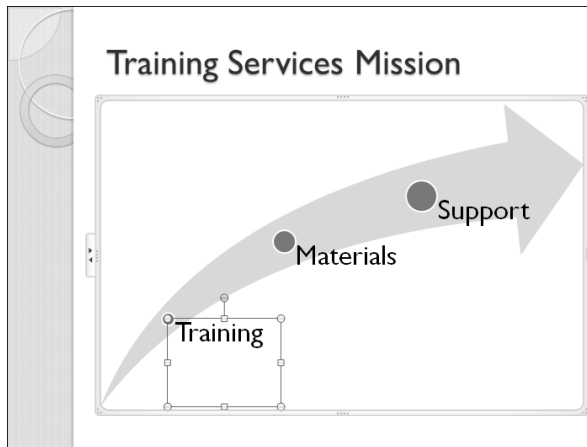 Training Services Mission
Support
Materials
Training